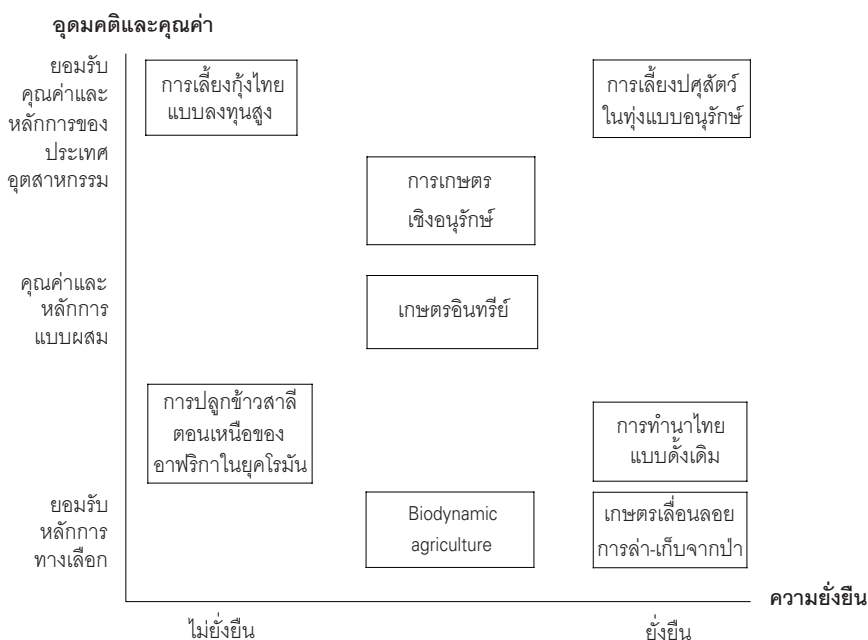 อุดมคติและคุณค่า
ยอมรับ
คุณค่าและ
หลักการของ
ประเทศ
อุตสาหกรรม
การเลี้ยงกุ้งไทย
แบบลงทุนสูง
การเลี้ยงปศุสัตว์
ในทุ่งแบบอนุรักษ์
การเกษตร
เชิงอนุรักษ์
คุณค่าและ
หลักการ
แบบผสม
เกษตรอินทรีย์
การปลูกข้าวสาลี
ตอนเหนือของ
อาฟริกาในยุคโรมัน
การทำนาไทย
แบบดั้งเดิม
ยอมรับ
หลักการ
ทางเลือก
Biodynamic
agriculture
เกษตรเลื่อนลอย
การล่า-เก็บจากป่า
ความยั่งยืน
ไม่ยั่งยืน
ยั่งยืน